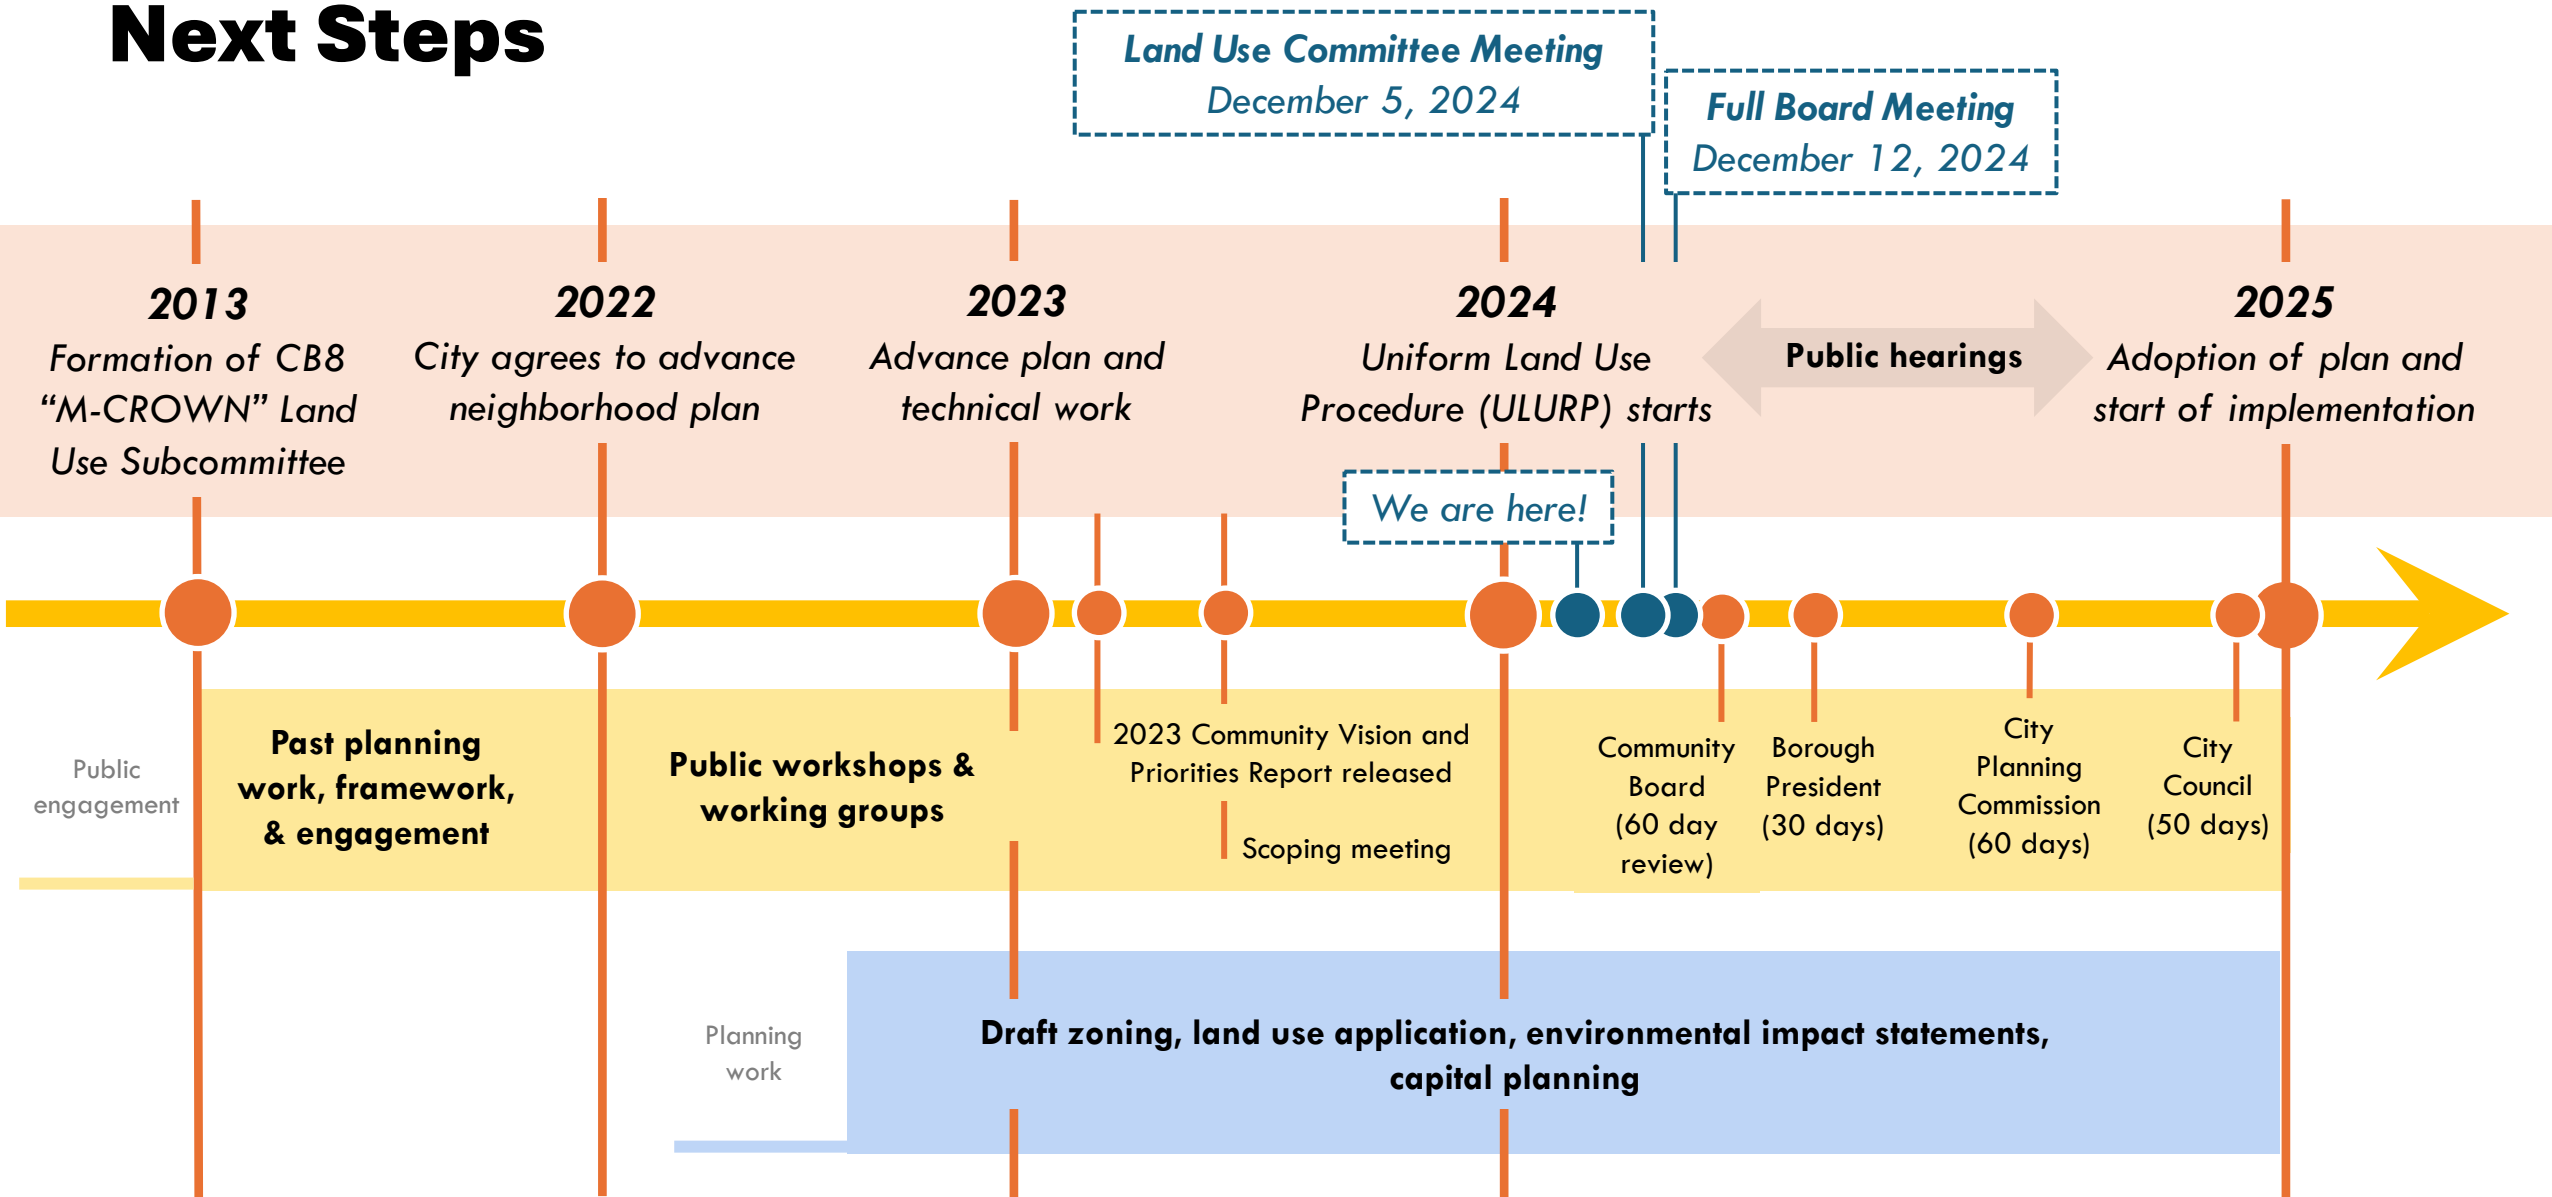 Next Steps
Land Use Committee Meeting
December 5, 2024
Full Board Meeting
December 12, 2024
2013
Formation of CB8
“M-CROWN” Land
Use Subcommittee
2022
City agrees to advance
neighborhood plan
2023
Advance plan and
technical work
2024
Uniform Land Use
Procedure (ULURP) starts
Public hearings
2025
Adoption of plan and
start of implementation
We are here!
Public
engagement
Past planning
work, framework,
& engagement
Public workshops &
working groups
2023 Community Vision and
Priorities Report released
Scoping meeting
Community
Board
(60 day
review)
Borough
President
(30 days)
City
Planning
Commission
(60 days)
City
Council
(50 days)
Planning
work
Draft zoning, land use application, environmental impact statements,
capital planning